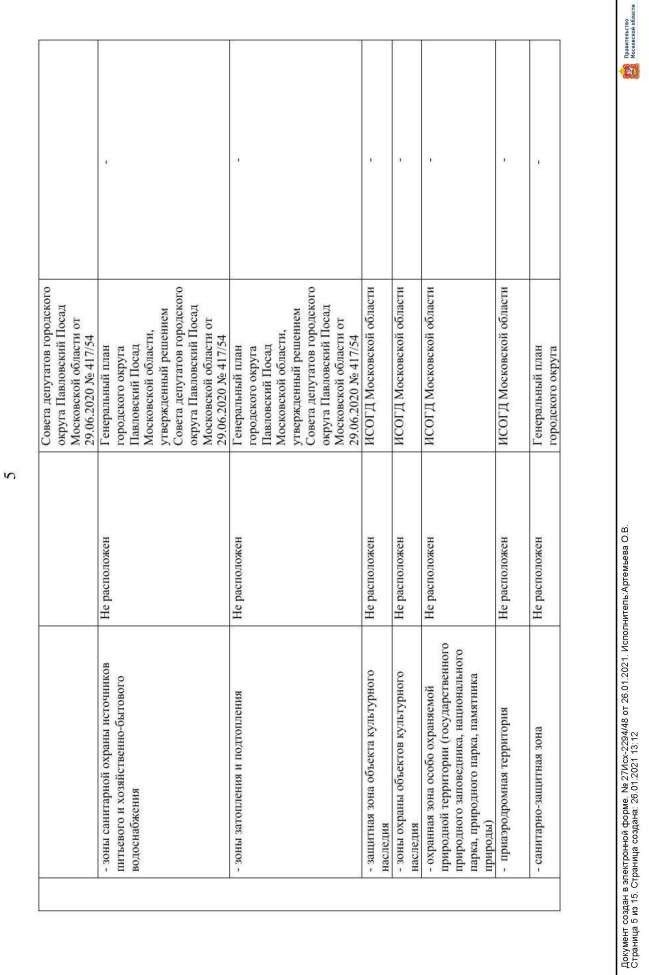 5
Совета депутатов городского
округа Павловский Посад
Московской области от
29.06.2020 № 417/54
- зоны санитарной охраны источников
питьевого и хозяйственно-бытового
водоснабжения
Не расположен
Генеральный план
городского округа
Павловский Посад
Московской области,
утвержденный решением
Совета депутатов городского
округа Павловский Посад
Московской области от
29.06.2020 № 417/54
-
- зоны затопления и подтопления
Не расположен
Генеральный план
городского округа
Павловский Посад
Московской области,
утвержденный решением
Совета депутатов городского
округа Павловский Посад
Московской области от
29.06.2020 № 417/54
-
- защитная зона объекта культурного
наследия
Не расположен
ИСОГД Московской области
-
- зоны охраны объектов культурного
наследия
Не расположен
ИСОГД Московской области
-
- охранная зона особо охраняемой
природной территории (государственного
природного заповедника, национального
парка, природного парка, памятника
природы)
Не расположен
ИСОГД Московской области
-
- приаэродромная территория
Не расположен
ИСОГД Московской области
-
- санитарно-защитная зона
Не расположен
Генеральный план
городского округа
-
Документ создан в электронной форме. № 27Исх-2294/48 от 26.01.2021. Исполнитель:Артемьева О.В.
Страница 5 из 15. Страница создана: 26.01.2021 13:12
Правительство
Московской области